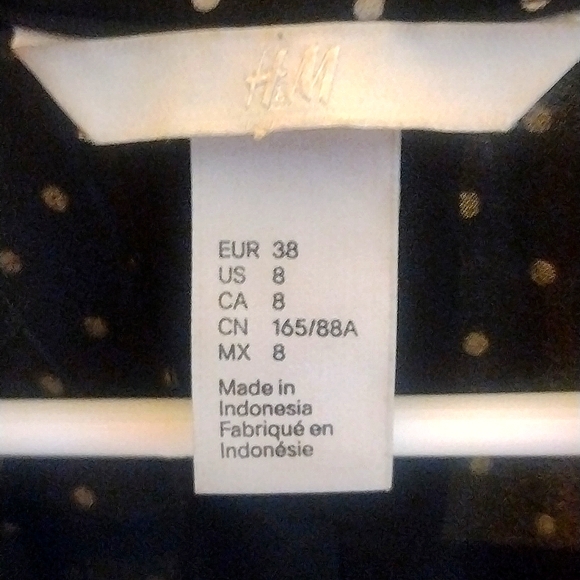 H&M
EUR 38
US 8
CA 8
CN 165/88A
MX 8
Made in
Indonesia
Fabriqué en
Indonésie